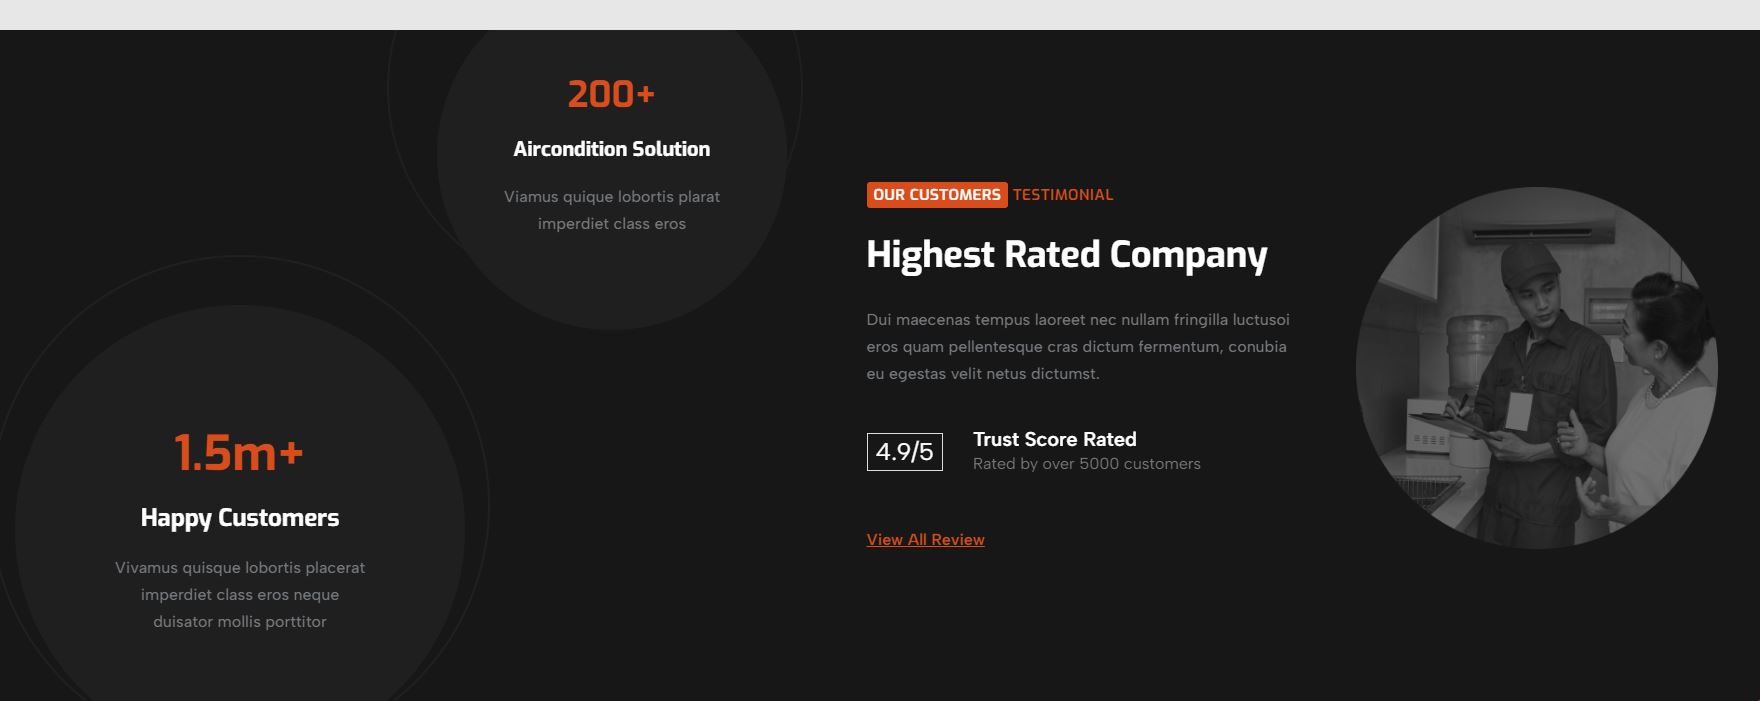 200+
Aircondition Solution
Viamus quique lobortis plarat
imperdiet class eros
1.5m+
Happy Customers
Vivamus quisque lobortis placerat
imperdiet class eros neque
duisator mollis porttitor
OUR CUSTOMERS TESTIMONIAL
Highest Rated Company
Dui maecenas tempus laoreet nec nullam fringilla luctusoi
eros quam pellentesque cras dictum fermentum, conubia
eu egestas velit netus dictumst.
4.9/5
Trust Score Rated
Rated by over 5000 customers
View All Review